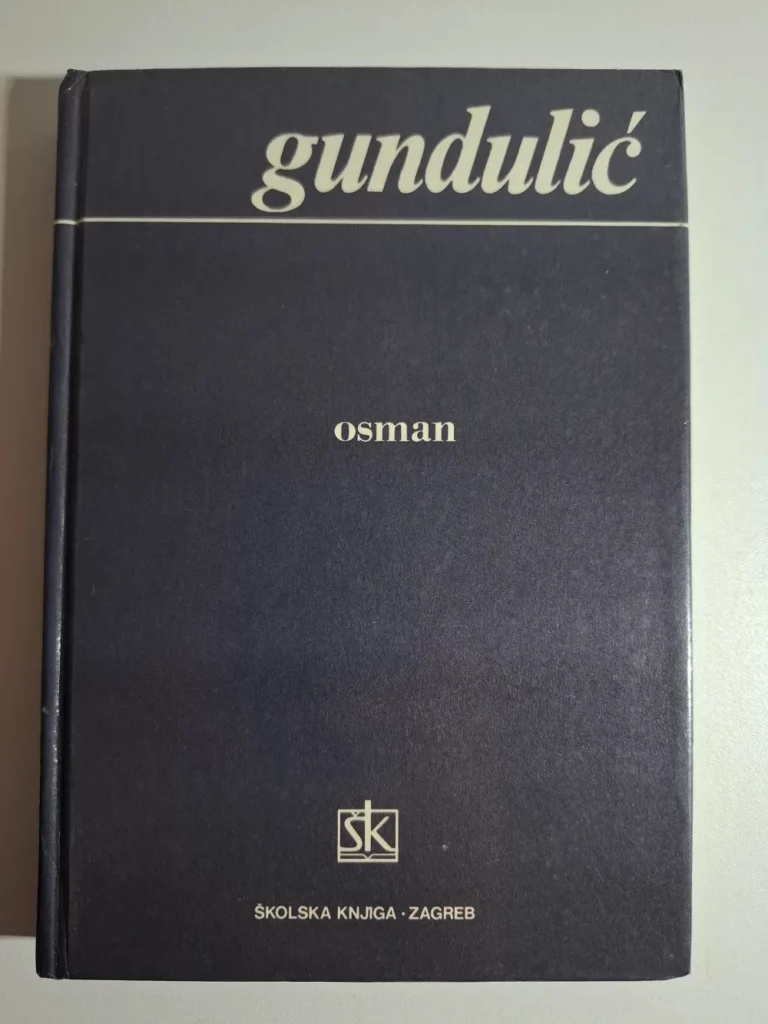 gundulić
osman
ŠK
ŠKOLSKA KNJIGA · ZAGREB